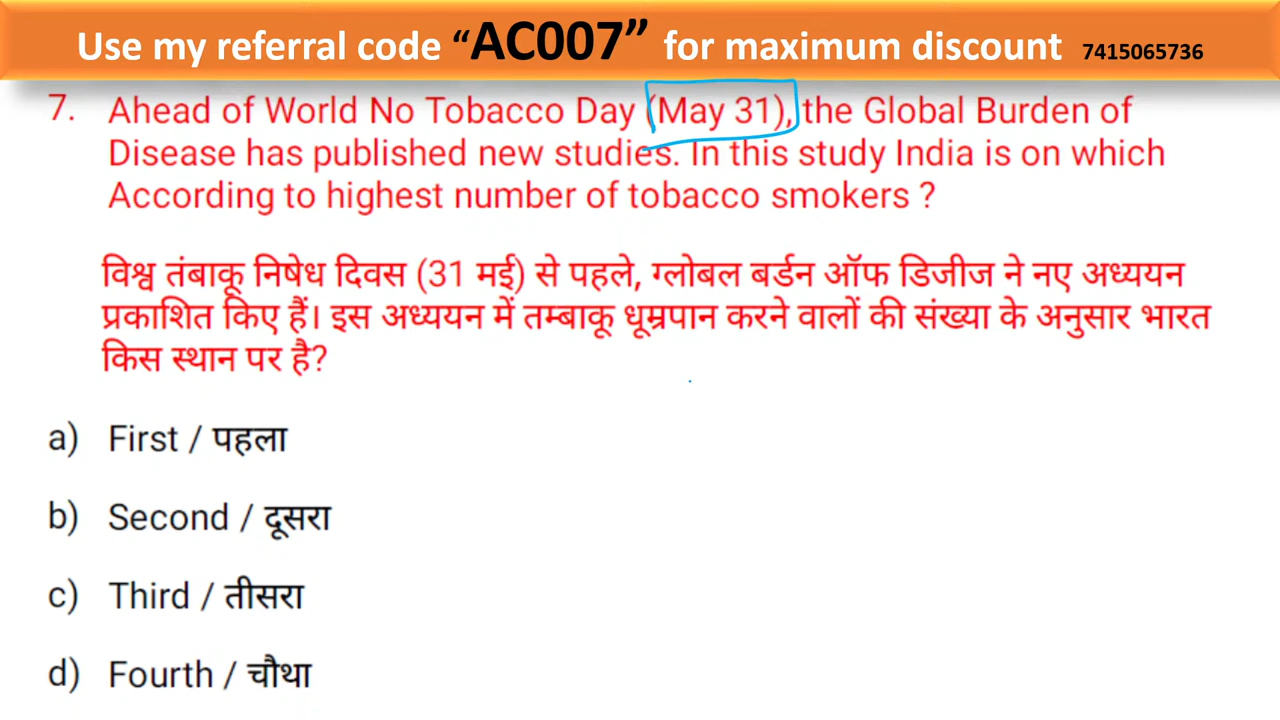 Use my referral code “AC007” for maximum discount 7415065736
7. Ahead of World No Tobacco Day (May 31), the Global Burden of
Disease has published new studies. In this study India is on which
According to highest number of tobacco smokers ?
विश्व तंबाकू निषेध दिवस (31 मई) से पहले, ग्लोबल बर्डन ऑफ डिजीज ने नए अध्ययन
प्रकाशित किए हैं। इस अध्ययन में तम्बाकू धूम्रपान करने वालों की संख्या के अनुसार भारत
किस स्थान पर है?
a) First / पहला
b) Second / दूसरा
c) Third / तीसरा
d) Fourth / चौथा